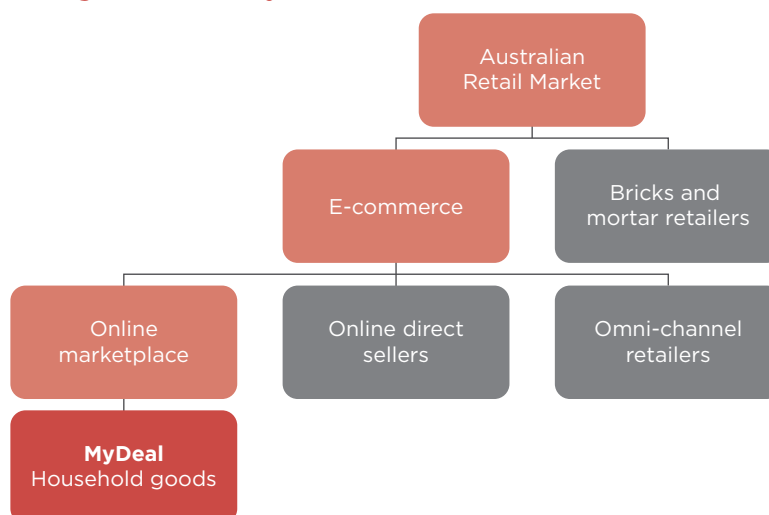 Australian
Retail Market
E-commerce
Bricks and
mortar retailers
Online
marketplace
Online direct
sellers
Omni-channel
retailers
MyDeal
Household goods